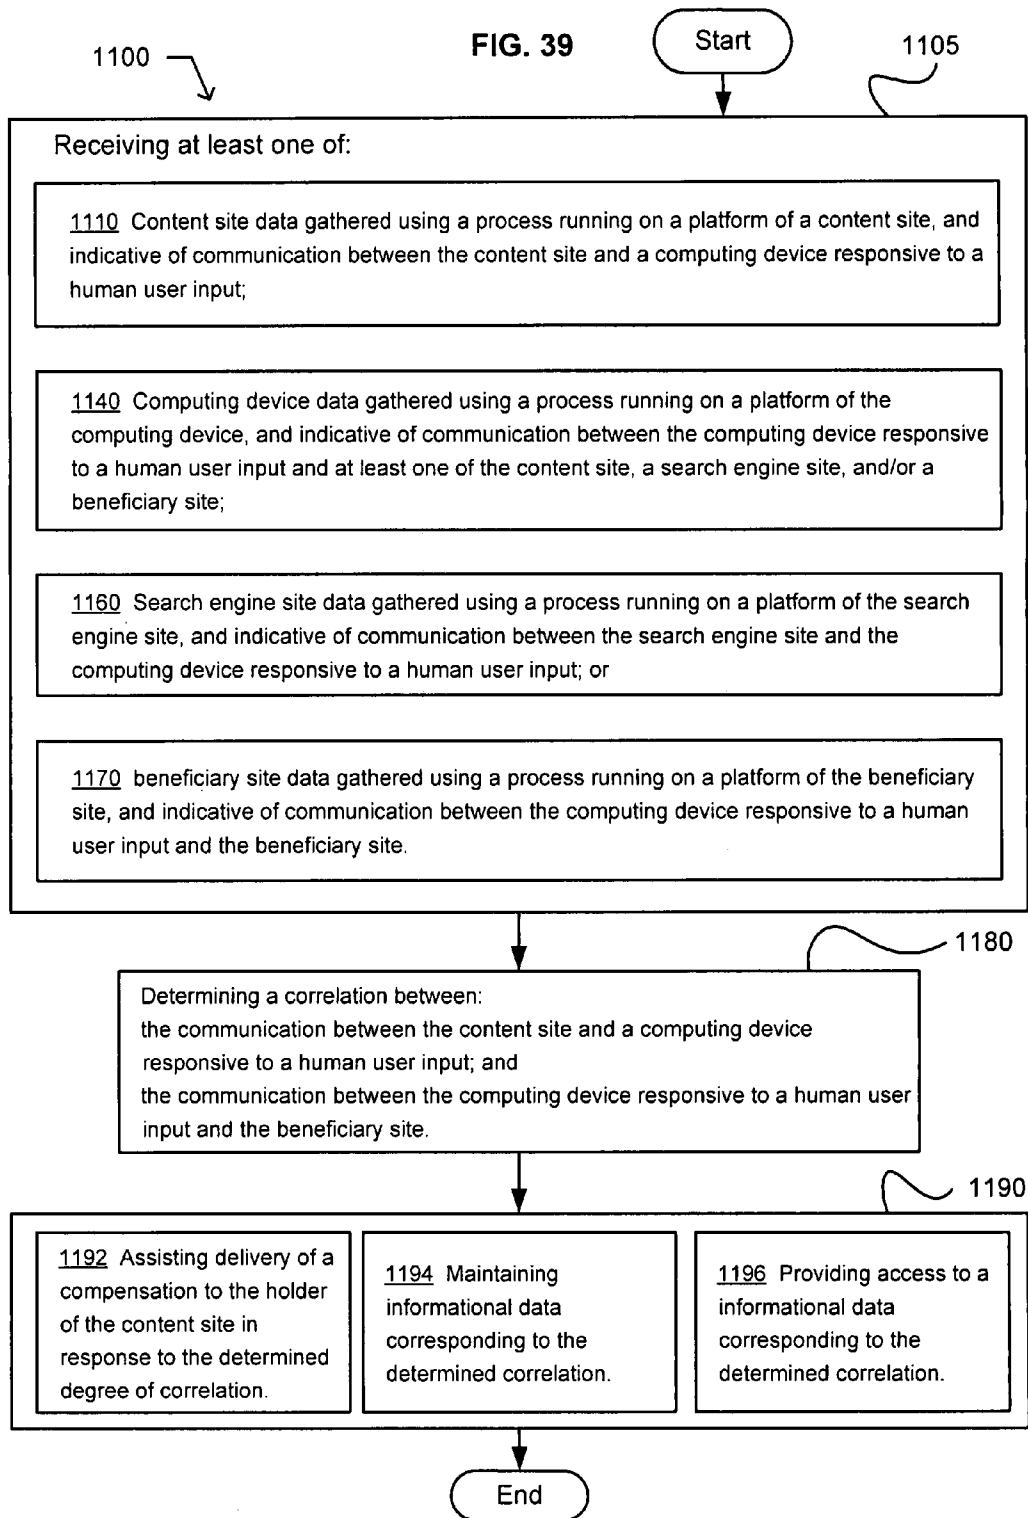 FIG. 39
Start
1100
1105
Receiving at least one of:
1110 Content site data gathered using a process running on a platform of a content site, and
indicative of communication between the content site and a computing device responsive to a
human user input;
1140 Computing device data gathered using a process running on a platform of the
computing device, and indicative of communication between the computing device responsive
to a human user input and at least one of the content site, a search engine site, and/or a
beneficiary site;
1160 Search engine site data gathered using a process running on a platform of the search
engine site, and indicative of communication between the search engine site and the
computing device responsive to a human user input; or
1170 beneficiary site data gathered using a process running on a platform of the beneficiary
site, and indicative of communication between the computing device responsive to a human
user input and the beneficiary site.
1180
Determining a correlation between:
the communication between the content site and a computing device
responsive to a human user input; and
the communication between the computing device responsive to a human user
input and the beneficiary site.
1190
1192 Assisting delivery of a
compensation to the holder
of the content site in
response to the determined
degree of correlation.
1194 Maintaining
informational data
corresponding to the
determined correlation.
1196 Providing access to a
informational data
corresponding to the
determined correlation.
End